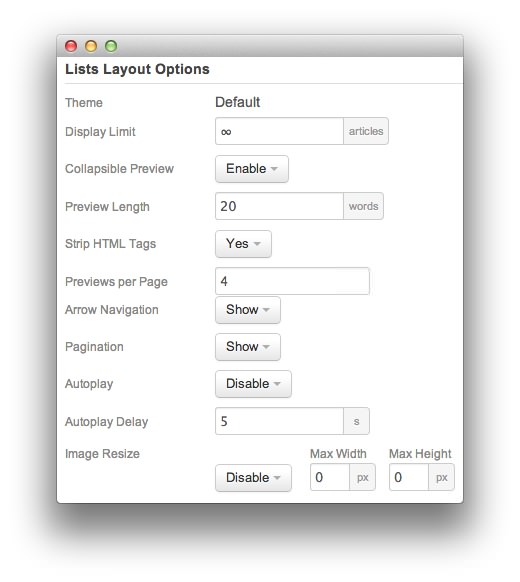 Lists Layout Options
Theme Default
Display Limit ∞ articles
Collapsible Preview Enable
Preview Length 20 words
Strip HTML Tags Yes
Previews per Page 4
Arrow Navigation Show
Pagination Show
Autoplay Disable
Autoplay Delay 5 s
Image Resize Max Width Max Height
Disable 0 px 0 px